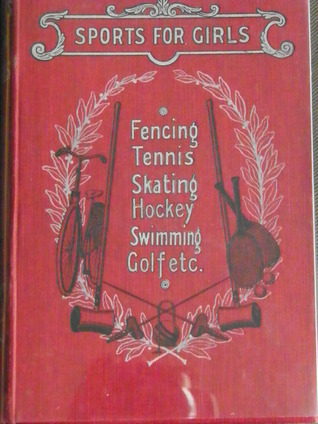 SPORTS FOR GIRLS
Fencing
Tennis
Skating
Hockey
Swimming
Golf etc.